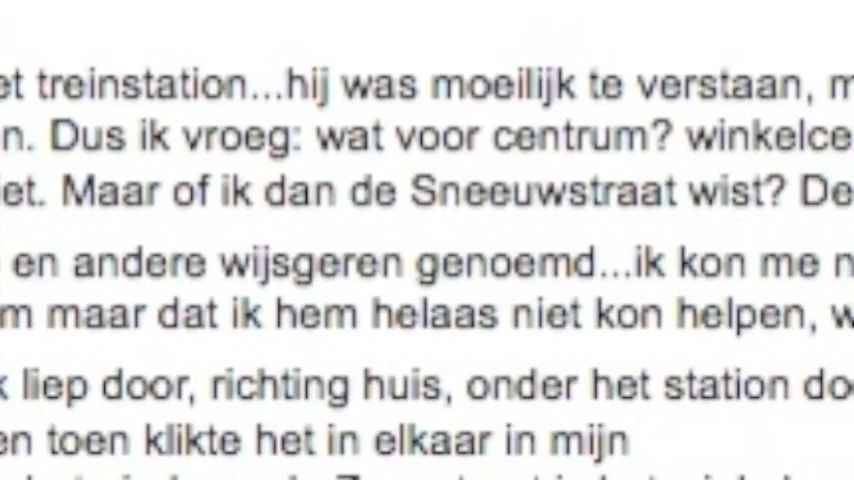 et treinstation...hij was moeilijk te verstaan, m
n. Dus ik vroeg: wat voor centrum? winkelce
iet. Maar of ik dan de Sneeuwstraat wist? De
en andere wijsgeren genoemd...ik kon me n
m maar dat ik hem helaas niet kon helpen, w
k liep door, richting huis, onder het station do
en toen klikte het in elkaar in mijn